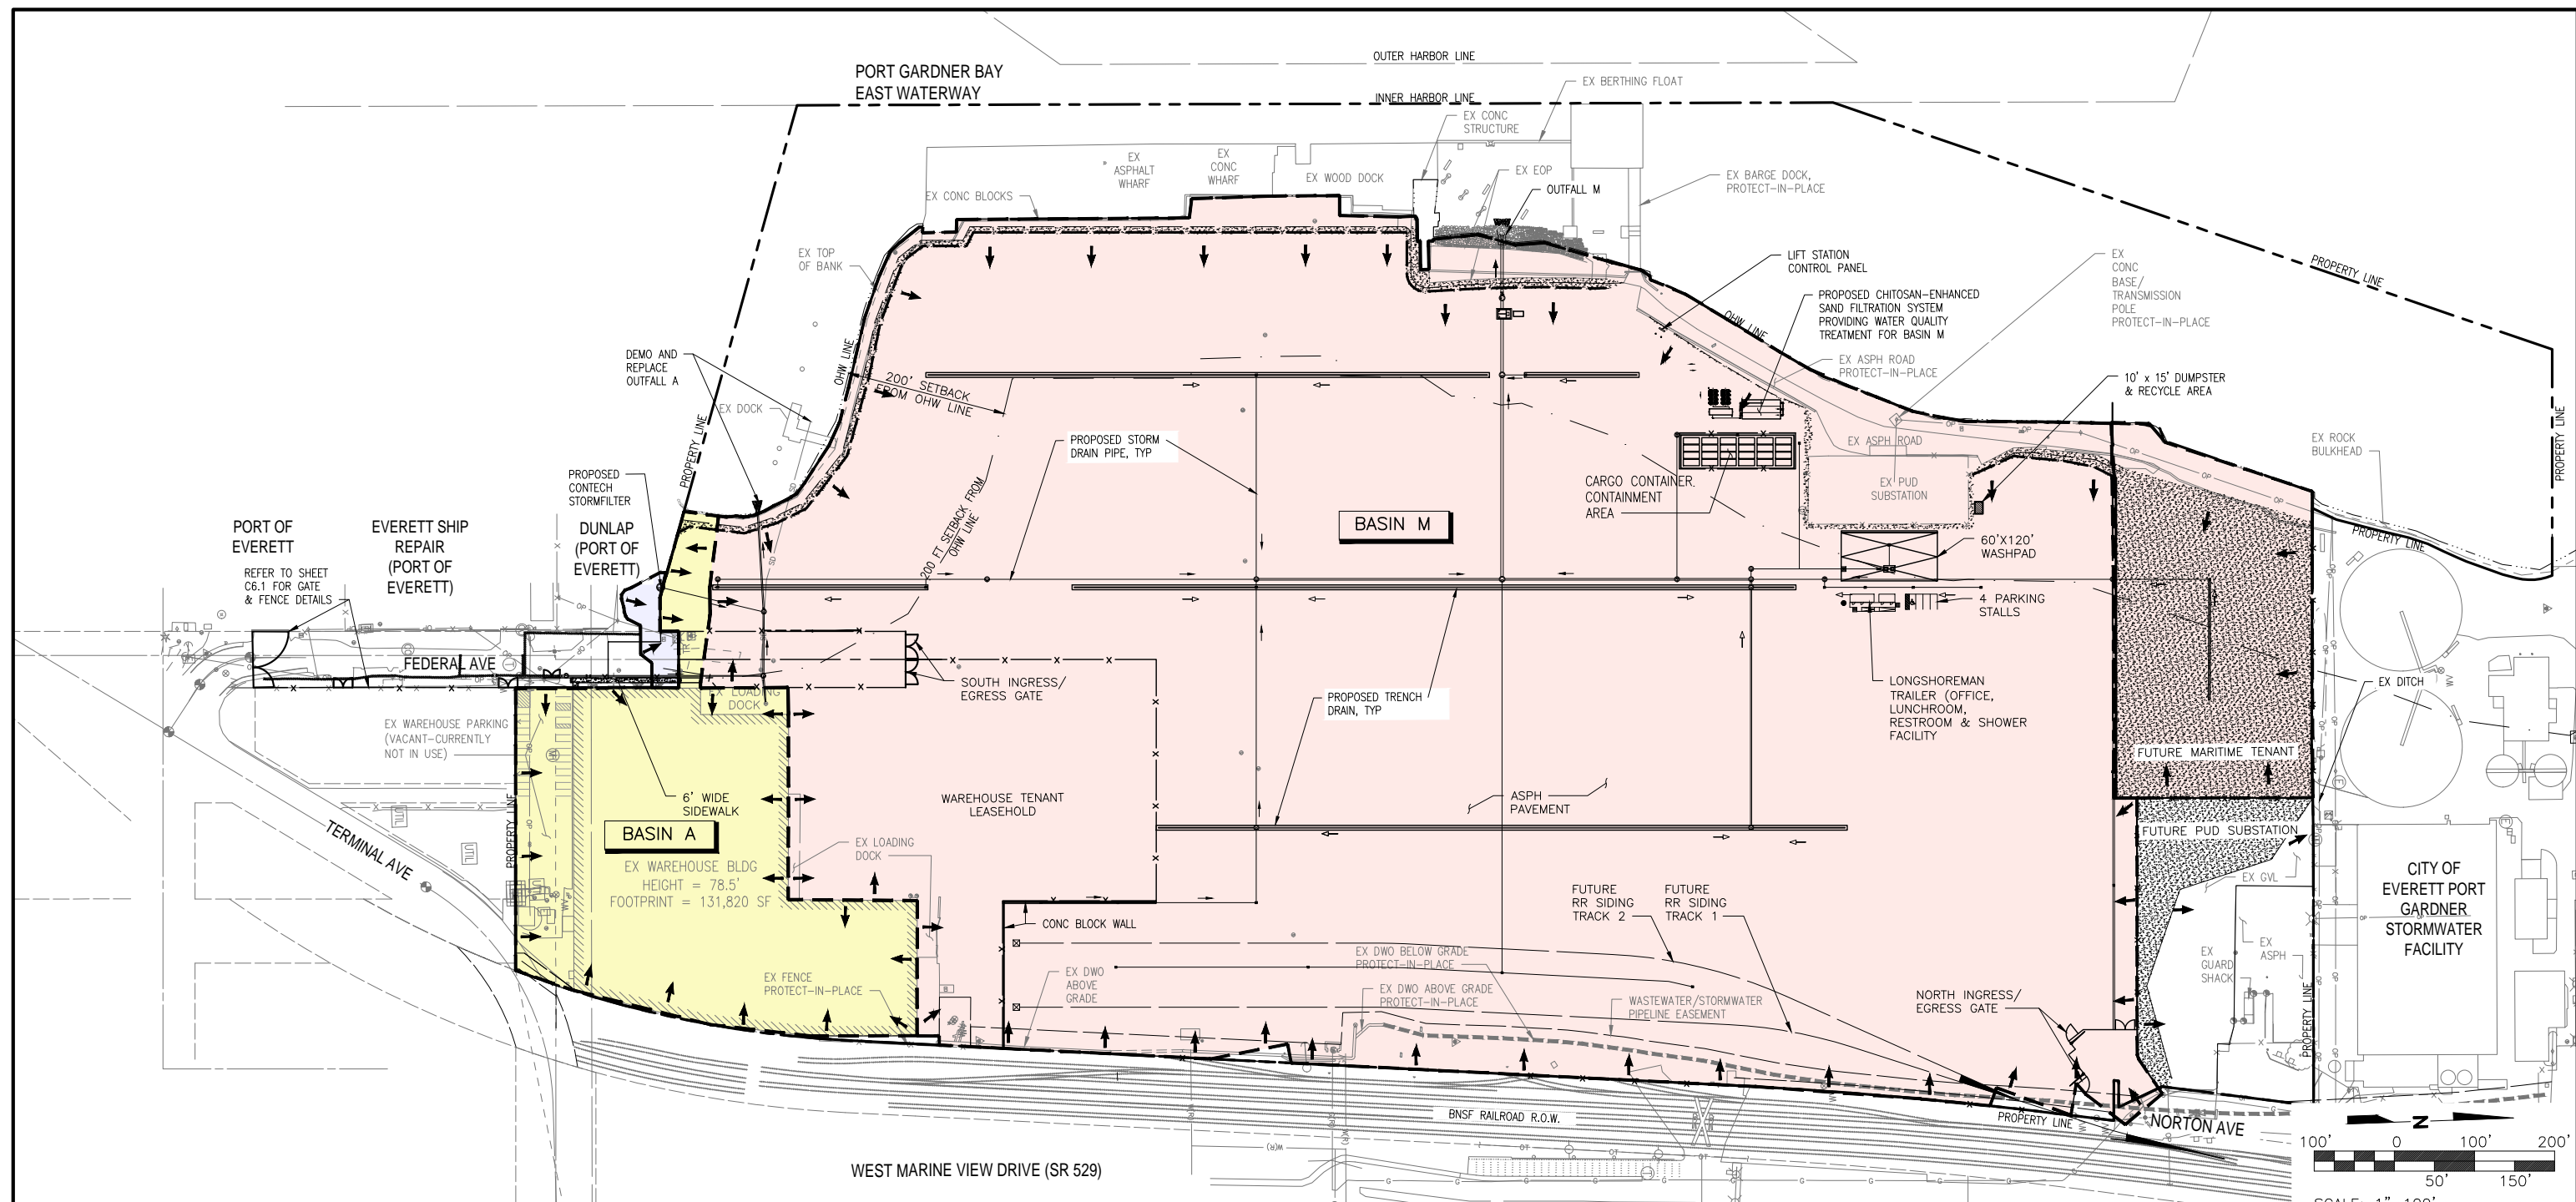 OUTER HARBOR LINE
PORT GARDNER BAY
EAST WATERWAY
INNER HARBOR LINE
EX BERTHING FLOAT
EX CONC
STRUCTURE
EX
ASPHALT
WHARF
EX
CONC
WHARF
EX WOOD DOCK
EX EOP
OUTFALL M
EX BARGE DOCK,
PROTECT-IN-PLACE
EX CONC BLOCKS
EX TOP
OF BANK
LIFT STATION
CONTROL PANEL
EX
CONC
BASE/
TRANSMISSION
POLE
PROTECT-IN-PLACE
PROPERTY LINE
PROPOSED CHITOSAN-ENHANCED
SAND FILTRATION SYSTEM
PROVIDING WATER QUALITY
TREATMENT FOR BASIN M
OHW LINE
OHW LINE
DEMO AND
REPLACE
OUTFALL A
200' SETBACK
FROM OHW LINE
EX ASPH ROAD
PROTECT-IN-PLACE
10' x 15' DUMPSTER
& RECYCLE AREA
EX DOCK
PROPERTY LINE
PROPERTY LINE
PROPOSED STORM
DRAIN PIPE, TYP
EX ASPH ROAD
EX ROCK
BULKHEAD
PROPOSED
CONTECH
STORMFILTER
CARGO CONTAINER
CONTAINMENT
AREA
EX PUD
SUBSTATION
200 FT SETBACK FROM
OHW LINE
BASIN M
PORT OF
EVERETT
EVERETT SHIP
REPAIR
(PORT OF
EVERETT)
DUNLAP
(PORT OF
EVERETT)
PROPERTY LINE
60'X120'
WASHPAD
REFER TO SHEET
C6.1 FOR GATE
& FENCE DETAILS
4 PARKING
STALLS
FEDERAL AVE
SOUTH INGRESS/
EGRESS GATE
EX LOADING
DOCK
PROPOSED TRENCH
DRAIN, TYP
LONGSHOREMAN
TRAILER (OFFICE,
LUNCHROOM,
RESTROOM & SHOWER
FACILITY
EX DITCH
EX WAREHOUSE PARKING
(VACANT-CURRENTLY
NOT IN USE)
FUTURE MARITIME TENANT
6' WIDE
SIDEWALK
WAREHOUSE TENANT
LEASEHOLD
ASPH
PAVEMENT
PROPERTY LINE
BASIN A
TERMINAL AVE
FUTURE PUD SUBSTATION
EX LOADING
DOCK
EX WAREHOUSE BLDG
HEIGHT = 78.5'
FOOTPRINT = 131,820 SF
EX GVL
CITY OF
EVERETT PORT
GARDNER
STORMWATER
FACILITY
FUTURE
RR SIDING
TRACK 2
FUTURE
RR SIDING
TRACK 1
CONC BLOCK WALL
EX DWO BELOW GRADE
PROTECT-IN-PLACE
EX
ASPH
EX
GUARD
SHACK
EX FENCE
PROTECT-IN-PLACE
EX DWO
ABOVE
GRADE
EX DWO ABOVE GRADE
PROTECT-IN-PLACE
WASTEWATER/STORMWATER
PIPELINE EASEMENT
NORTH INGRESS/
EGRESS GATE
PROPERTY LINE
BNSF RAILROAD R.O.W.
PROPERTY LINE
NORTON AVE
N
WEST MARINE VIEW DRIVE (SR 529)
100' 0 100' 200'
50' 150'